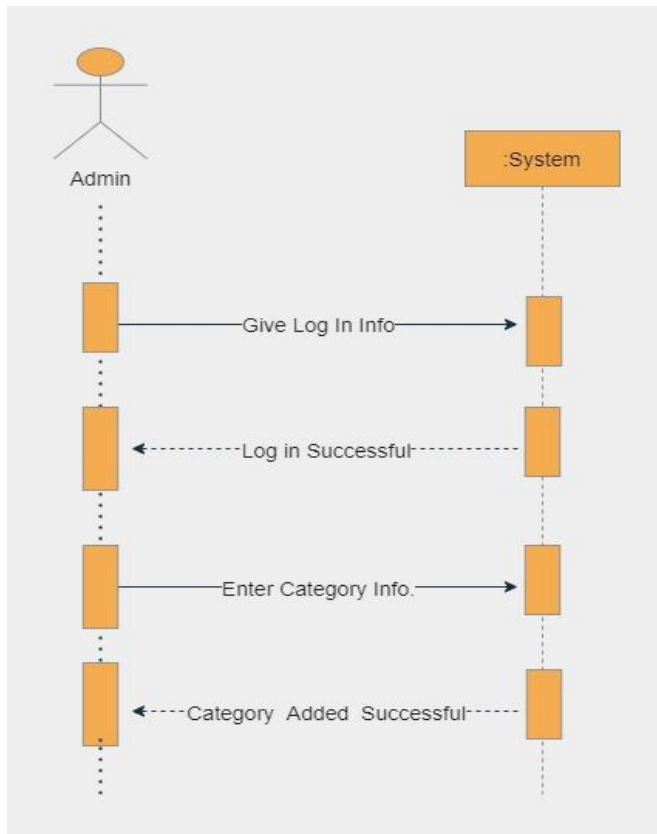 :System
Admin
Give Log In Info
Log in Successful
Enter Category Info.
Category Added Successful